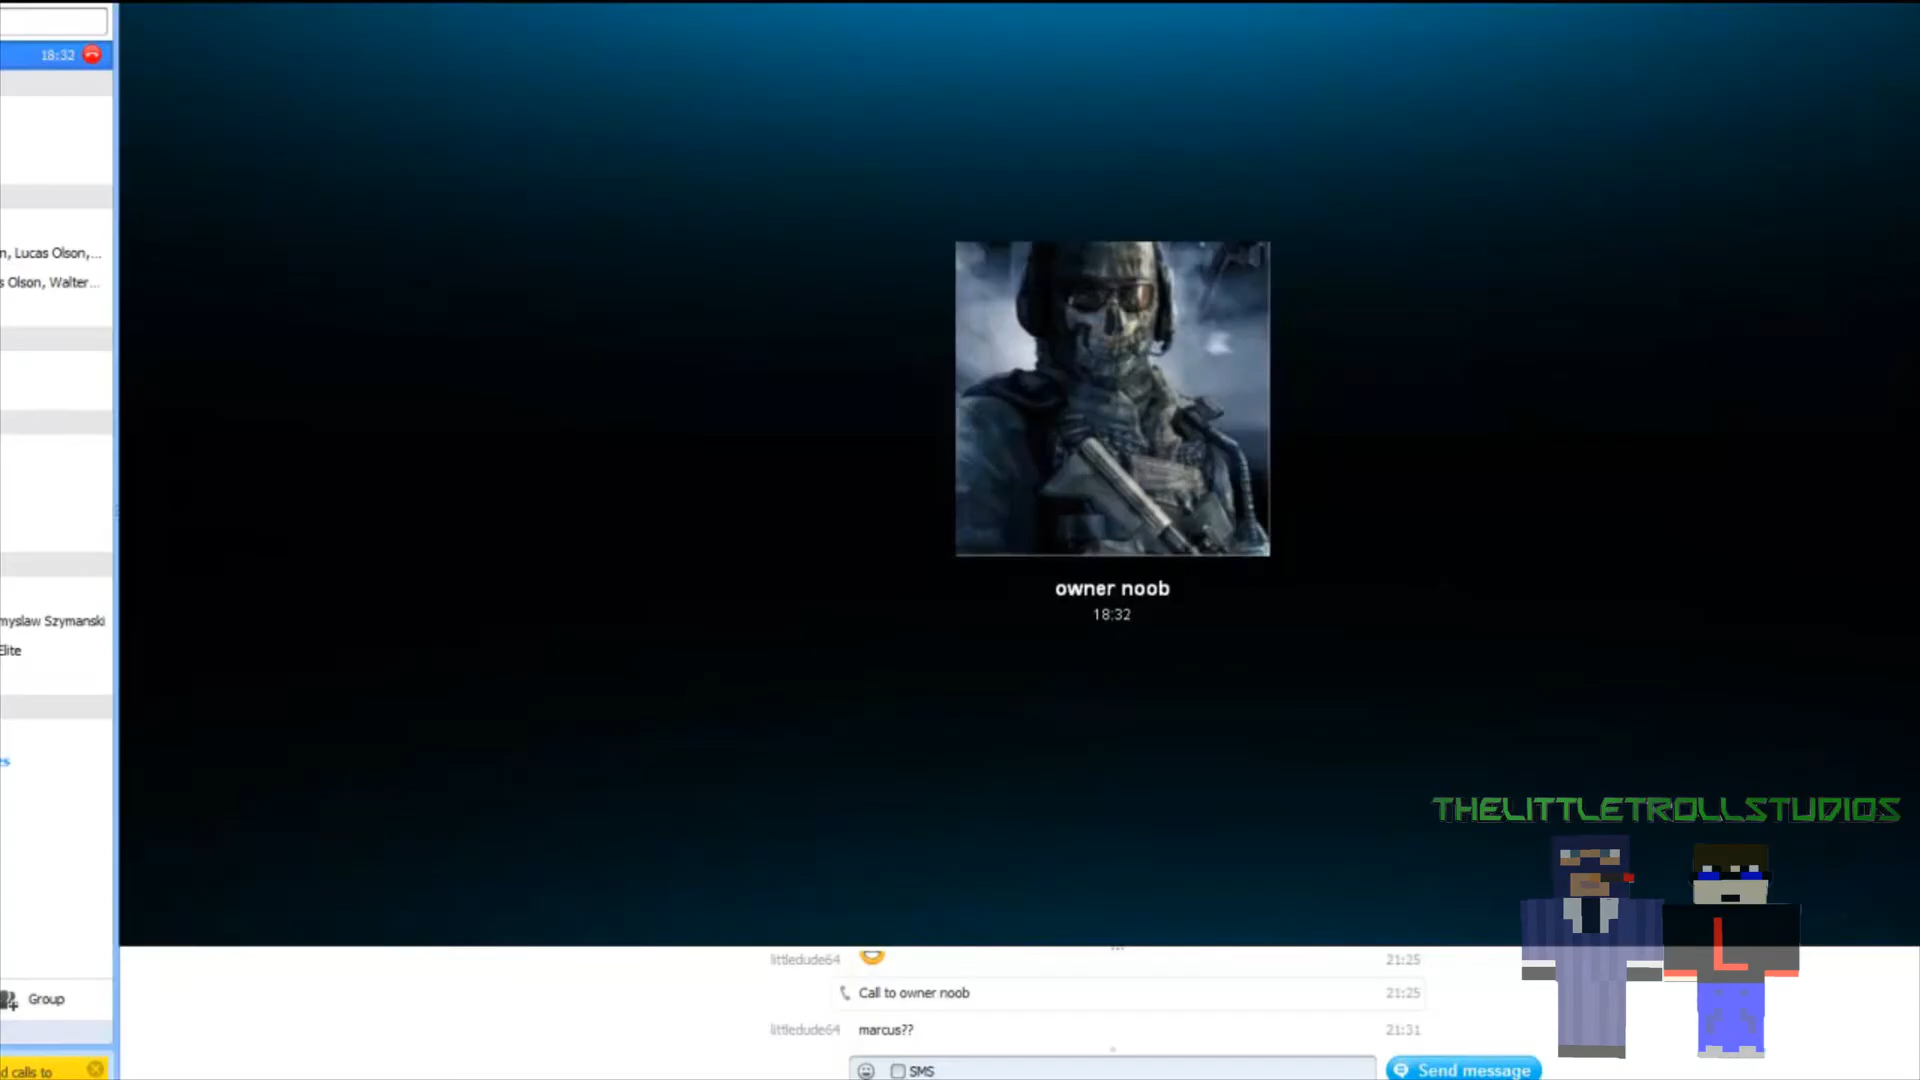 18:32
n, Lucas Olson,...
s Olson, Walter...
myslaw Szymanski
Elite
es
Group
d calls to
owner noob
18:32
THELITTLETROLLSTUDIOS
littledude64 21:25
Call to owner noob 21:25
littledude64 marcus?? 21:31
SMS
Send message